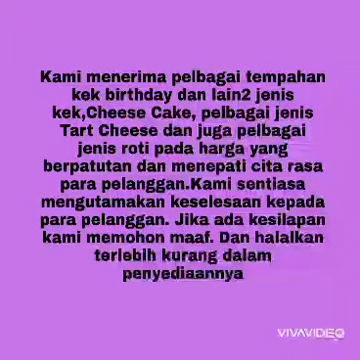 Kami menerima pelbagai tempahan
kek birthday dan lain2 jenis
kek,Cheese Cake, pelbagai jenis
Tart Cheese dan juga pelbagai
jenis roti pada harga yang
berpatutan dan menepati cita rasa
para pelanggan.Kami sentiasa
mengutamakan keselesaan kepada
para pelanggan. Jika ada kesilapan
kami memohon maaf. Dan halalkan
terlebih kurang dalam
penyediaannya
VIVAVIDEO